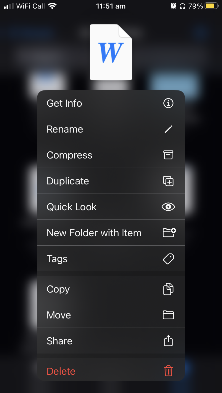 WiFi Call
11:51 am
79%
W
Get Info
Rename
Compress
Duplicate
Quick Look
New Folder with Item
Tags
Copy
Move
Share
Delete